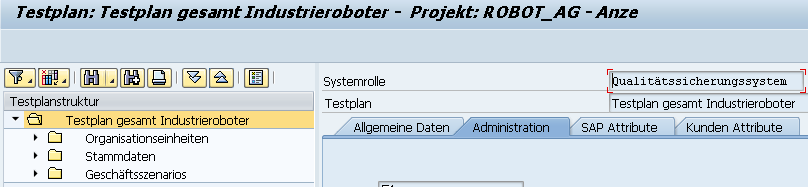 Testplan: Testplan gesamt Industrieroboter - Projekt: ROBOT_AG - Anze
Systemrolle
Qualitätssicherungssystem
Testplanstruktur
Testplan
Testplan gesamt Industrieroboter
Testplan gesamt Industrieroboter
Allgemeine Daten
Administration
SAP Attribute
Kunden Attribute
Organisationseinheiten
Stammdaten
Geschäftsszenarios